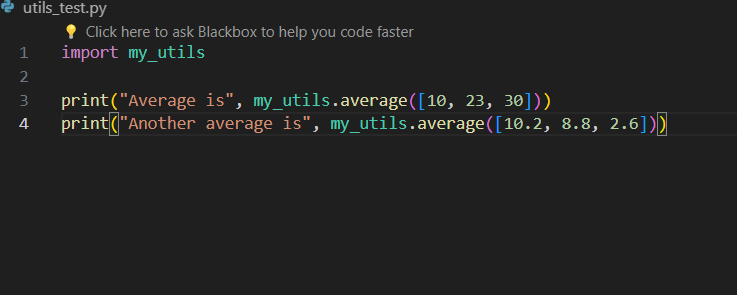 utils_test.py
Click here to ask Blackbox to help you code faster
1 import my_utils
2
3 print("Average is", my_utils.average([10, 23, 30]))
4 print("Another average is", my_utils.average([10.2, 8.8, 2.6]))